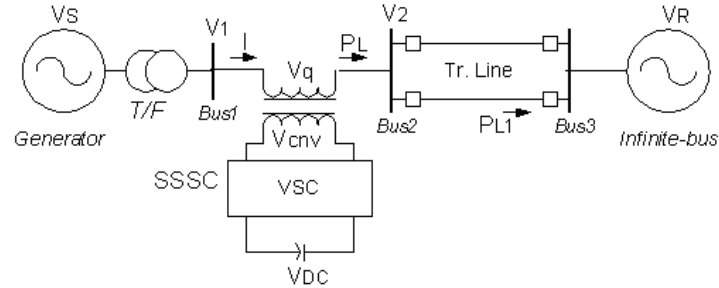 VS
V1
I
PL
V2
VR
Vq
Tr. Line
T/F
Bus1
Bus2
PL1
Bus3
Generator
Infinite-bus
Vcnv
SSSC
VSC
VDC